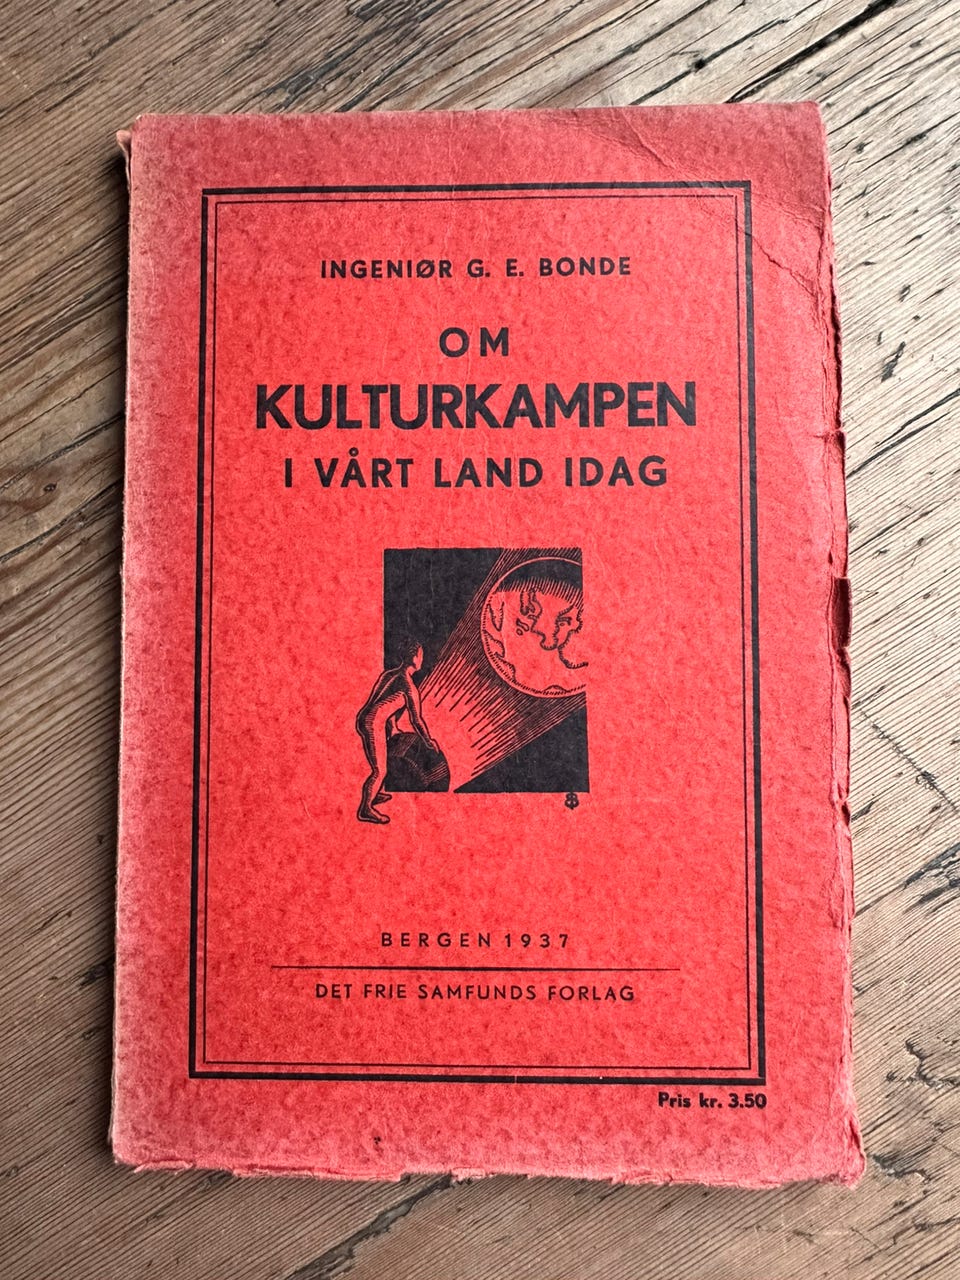 INGENIØR G. E. BONDE
OM
KULTURKAMPEN
I VÅRT LAND IDAG
BERGEN 1937
DET FRIE SAMFUNDS FORLAG
Pris kr. 3.50